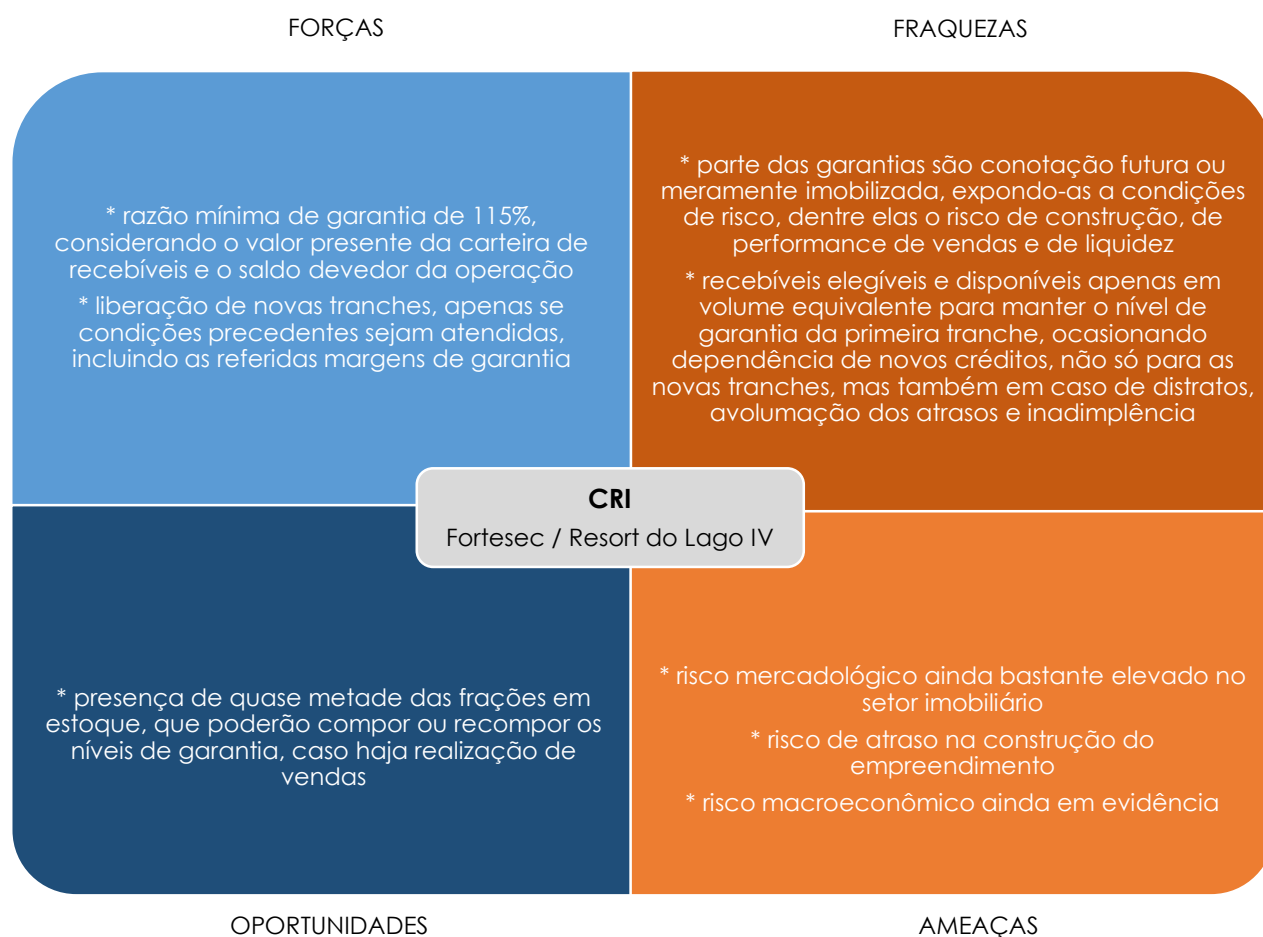 FORÇAS
FRAQUEZAS
* razão mínima de garantia de 115%,
considerando o valor presente da carteira de
recebíveis e o saldo devedor da operação
* liberação de novas tranches, apenas se
condições precedentes sejam atendidas,
incluindo as referidas margens de garantia
* parte das garantias são conotação futura ou
meramente imobilizada, expondo-as a condições
de risco, dentre elas o risco de construção, de
performance de vendas e de liquidez
* recebíveis elegíveis e disponíveis apenas em
volume equivalente para manter o nível de
garantia da primeira tranche, ocasionando
dependência de novos créditos, não só para as
novas tranches, mas também em caso de distratos,
avolumação dos atrasos e inadimplência
CRI
Fortesec / Resort do Lago IV
* presença de quase metade das frações em
estoque, que poderão compor ou recompor os
níveis de garantia, caso haja realização de
vendas
* risco mercadológico ainda bastante elevado no
setor imobiliário
* risco de atraso na construção do
empreendimento
* risco macroeconômico ainda em evidência
OPORTUNIDADES
AMEAÇAS